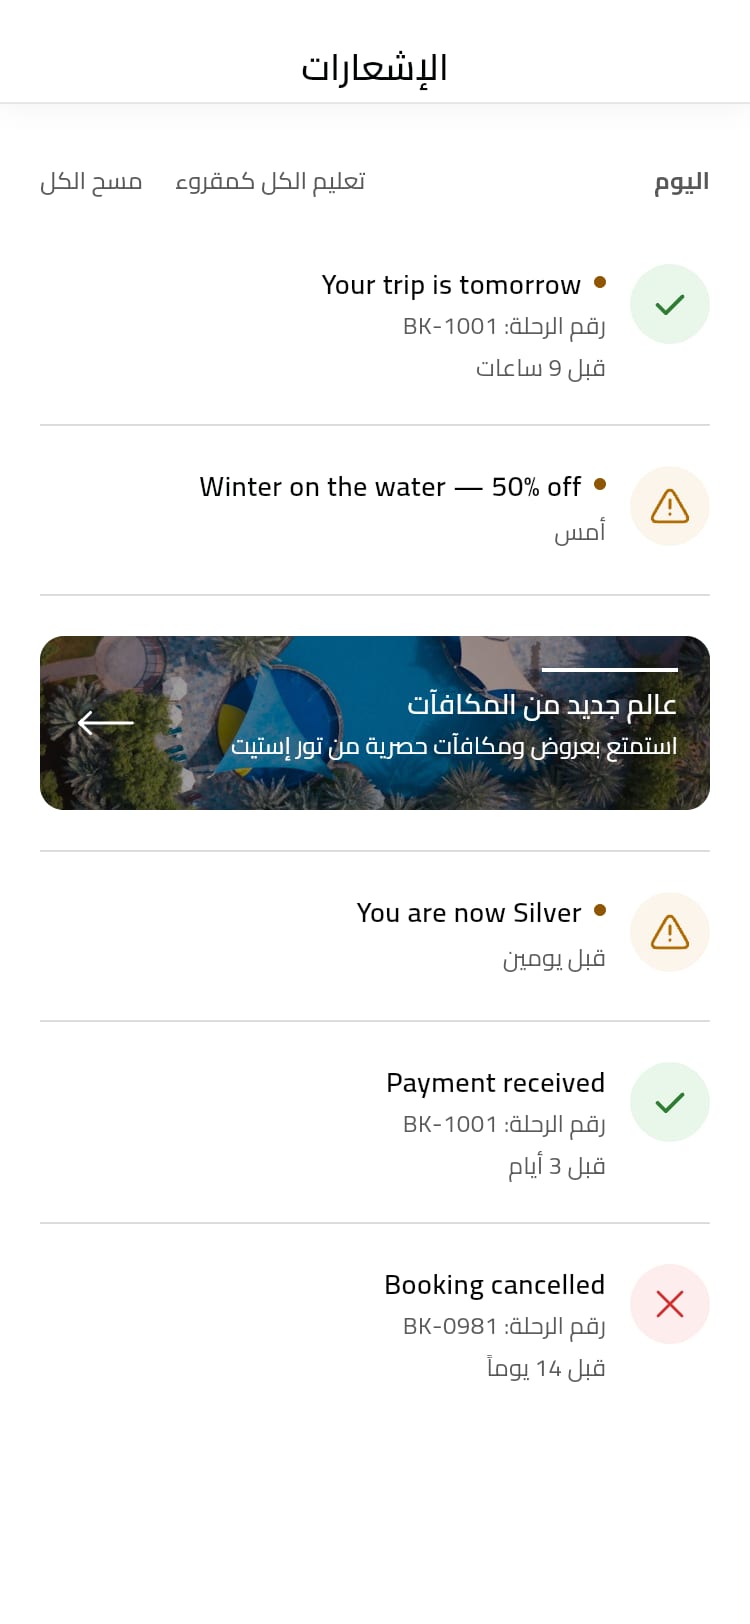 الإشعارات
اليوم
تعليم الكل كمقروء
مسح الكل
Your trip is tomorrow
رقم الرحلة: BK-1001
قبل 9 ساعات
Winter on the water — 50% off
أمس
عالم جديد من المكافآت
استمتع بعروض ومكافآت حصرية من تور إستيت
You are now Silver
قبل يومين
Payment received
رقم الرحلة: BK-1001
قبل 3 أيام
Booking cancelled
رقم الرحلة: BK-0981
قبل 14 يوماً